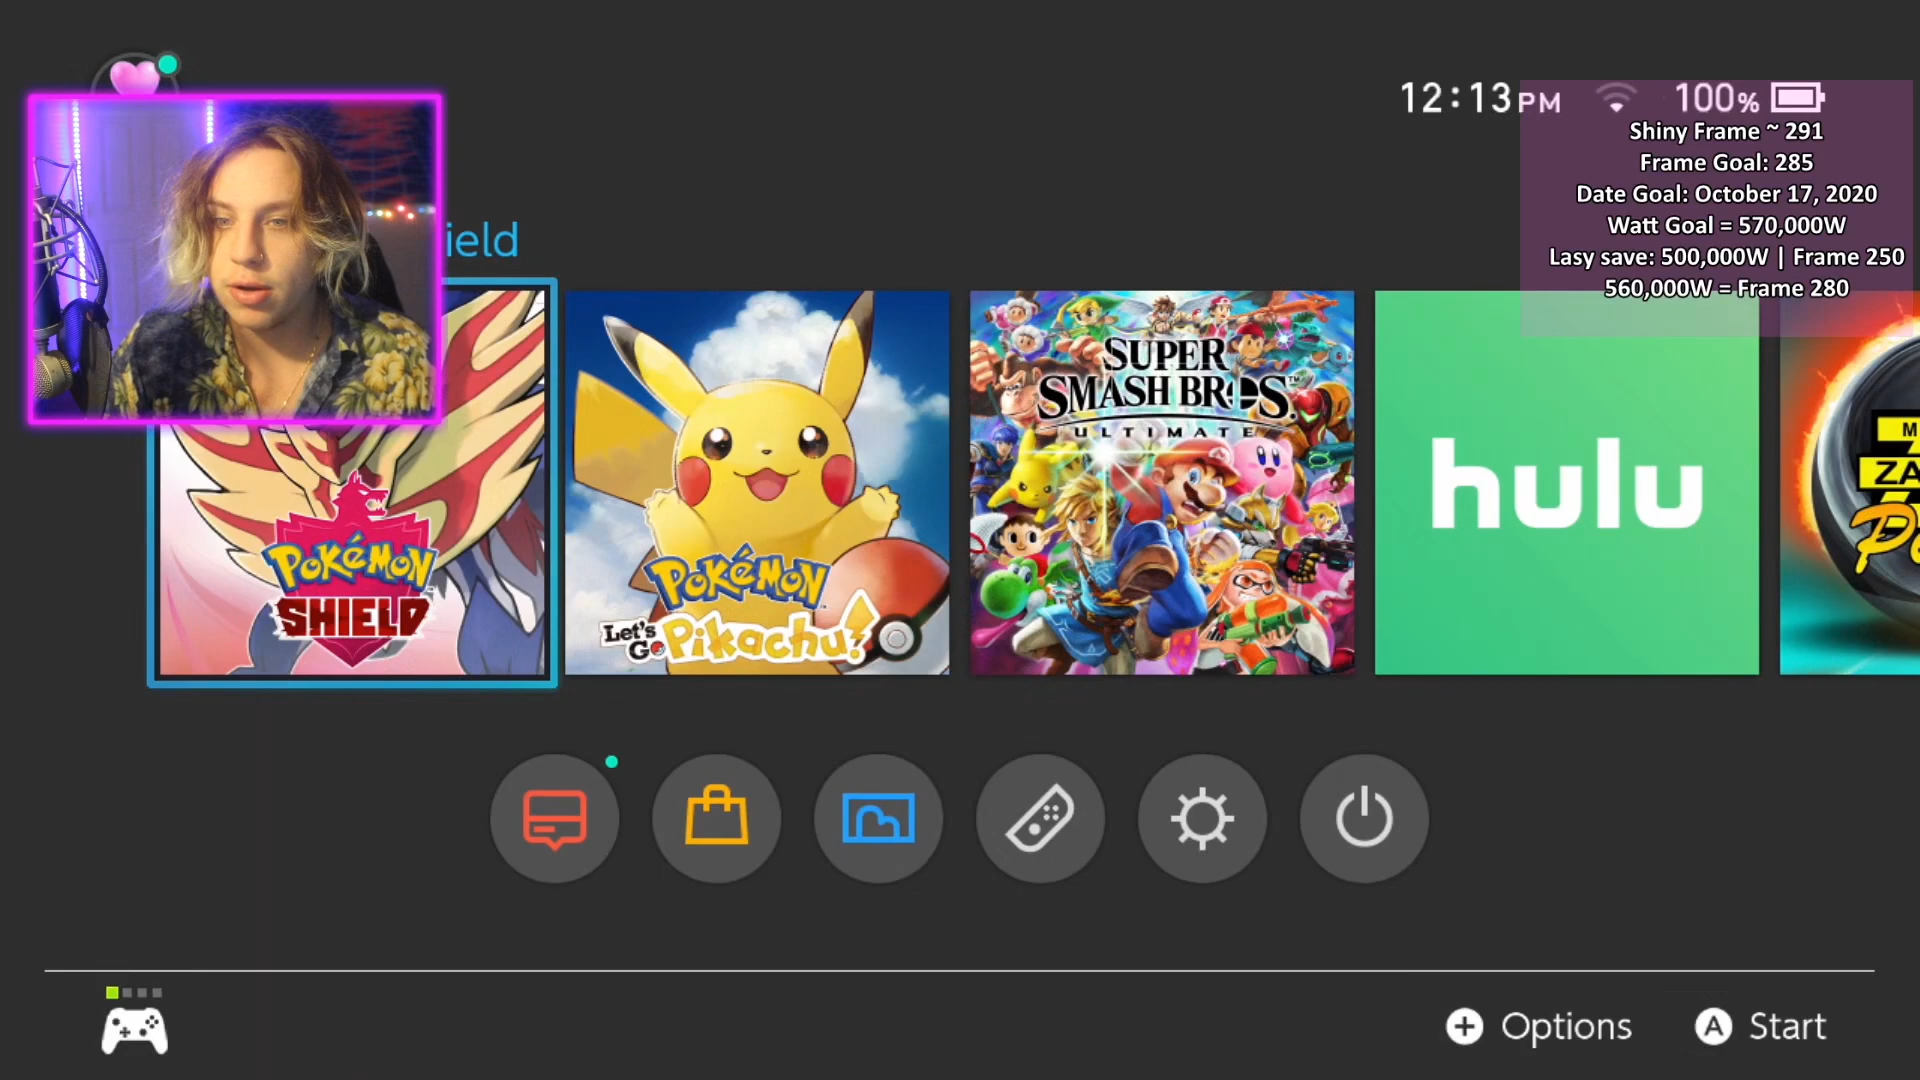 12:13PM
100%
Shiny Frame ~ 291
Frame Goal: 285
Date Goal: October 17, 2020
Watt Goal = 570,000W
Lasy save: 500,000W | Frame 250
560,000W = Frame 280
ield
POKéMON
SHIELD
POKéMON
Let's Go Pikachu!
SUPER
SMASH BROS.
ULTIMATE
hulu
M
ZA
P
Options
A Start